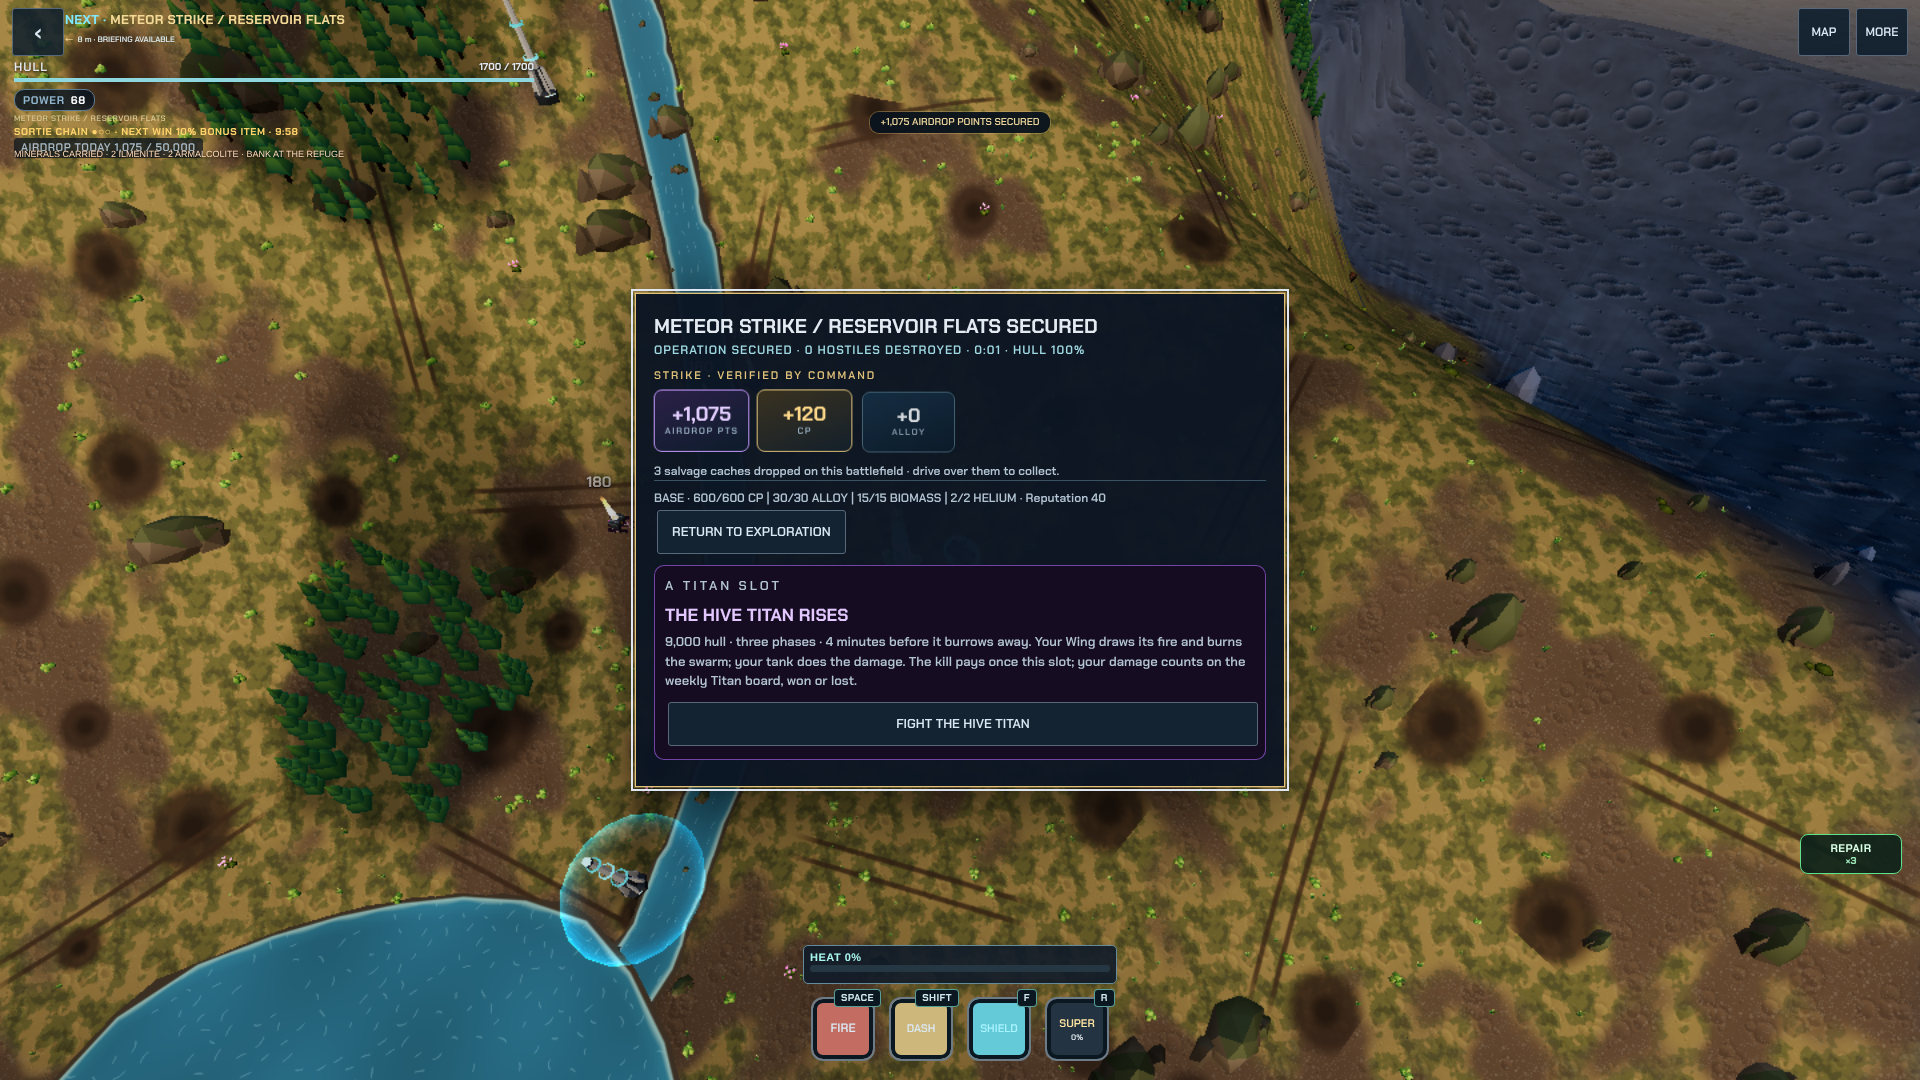 ‹
NEXT · METEOR STRIKE / RESERVOIR FLATS
← 8 m · BRIEFING AVAILABLE
HULL 1700 / 1700
POWER 68
METEOR STRIKE / RESERVOIR FLATS
SORTIE CHAIN ●○○ · NEXT WIN 10% BONUS ITEM · 9:58
AIRDROP TODAY 1,075 / 50,000
MINERALS CARRIED · 2 ILMENITE · 2 ARMALCOLITE · BANK AT THE REFUGE
MAP
MORE
+1,075 AIRDROP POINTS SECURED
METEOR STRIKE / RESERVOIR FLATS SECURED
OPERATION SECURED · 0 HOSTILES DESTROYED · 0:01 · HULL 100%
STRIKE · VERIFIED BY COMMAND
+1,075
AIRDROP PTS
+120
CP
+0
ALLOY
3 salvage caches dropped on this battlefield · drive over them to collect.
180
BASE · 600/600 CP | 30/30 ALLOY | 15/15 BIOMASS | 2/2 HELIUM · Reputation 40
RETURN TO EXPLORATION
A TITAN SLOT
THE HIVE TITAN RISES
9,000 hull · three phases · 4 minutes before it burrows away. Your Wing draws its fire and burns
the swarm; your tank does the damage. The kill pays once this slot; your damage counts on the
weekly Titan board, won or lost.
FIGHT THE HIVE TITAN
REPAIR
×3
HEAT 0%
SPACE
FIRE
SHIFT
DASH
F
SHIELD
R
SUPER
0%